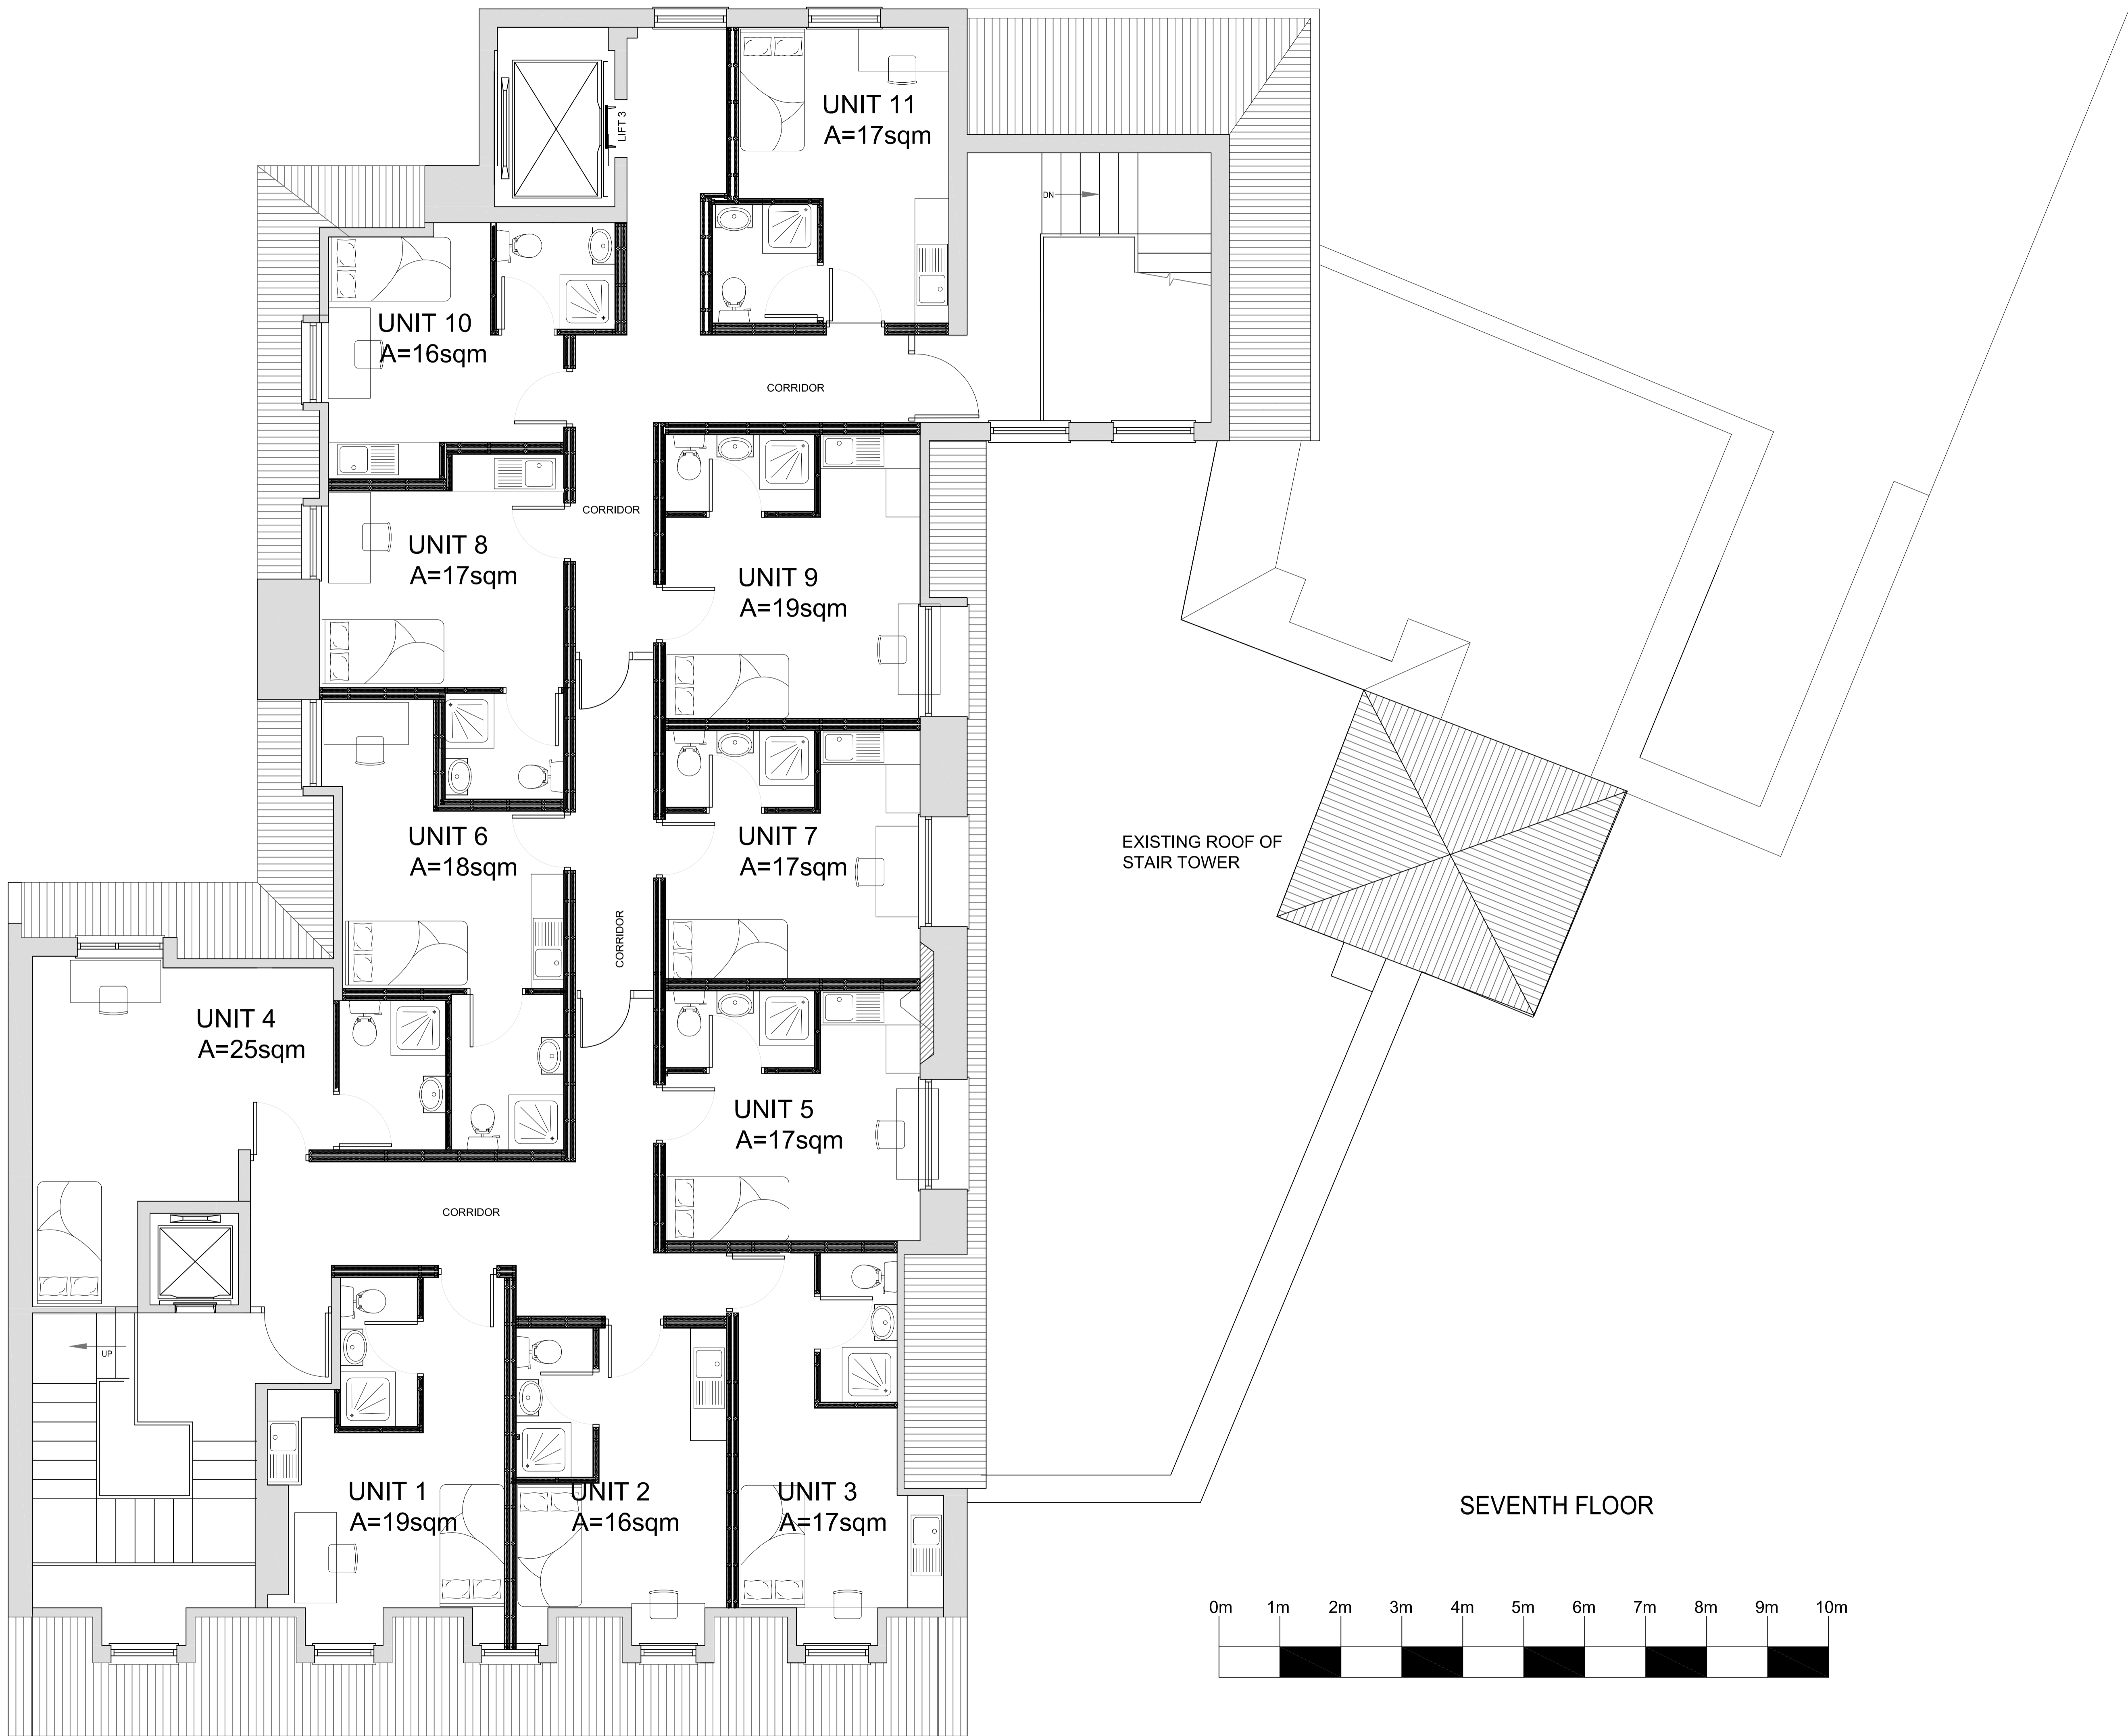 UNIT 11
A=17sqm
LIFT 3
DN
UNIT 10
A=16sqm
CORRIDOR
CORRIDOR
UNIT 8
A=17sqm
UNIT 9
A=19sqm
UNIT 6
A=18sqm
UNIT 7
A=17sqm
EXISTING ROOF OF
STAIR TOWER
CORRIDOR
UNIT 4
A=25sqm
UNIT 5
A=17sqm
CORRIDOR
UP
UNIT 1
A=19sqm
UNIT 2
A=16sqm
UNIT 3
A=17sqm
SEVENTH FLOOR
0m 1m 2m 3m 4m 5m 6m 7m 8m 9m 10m